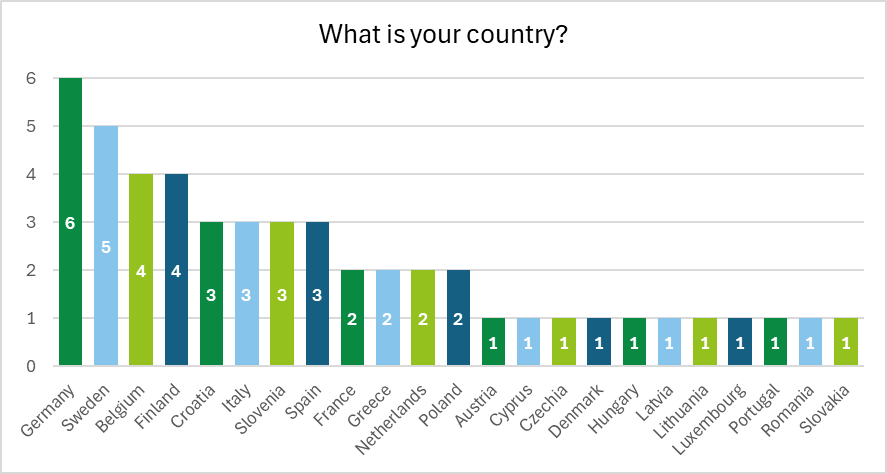 What is your country?
6
5
4
3
2
1
0
6
5
4
4
3
3
3
3
2
2
2
2
1
1
1
1
1
1
1
1
1
1
1
Germany
Sweden
Belgium
Finland
Croatia
Italy
Slovenia
Spain
France
Greece
Netherlands
Poland
Austria
Cyprus
Czechia
Denmark
Hungary
Latvia
Lithuania
Luxembourg
Portugal
Romania
Slovakia